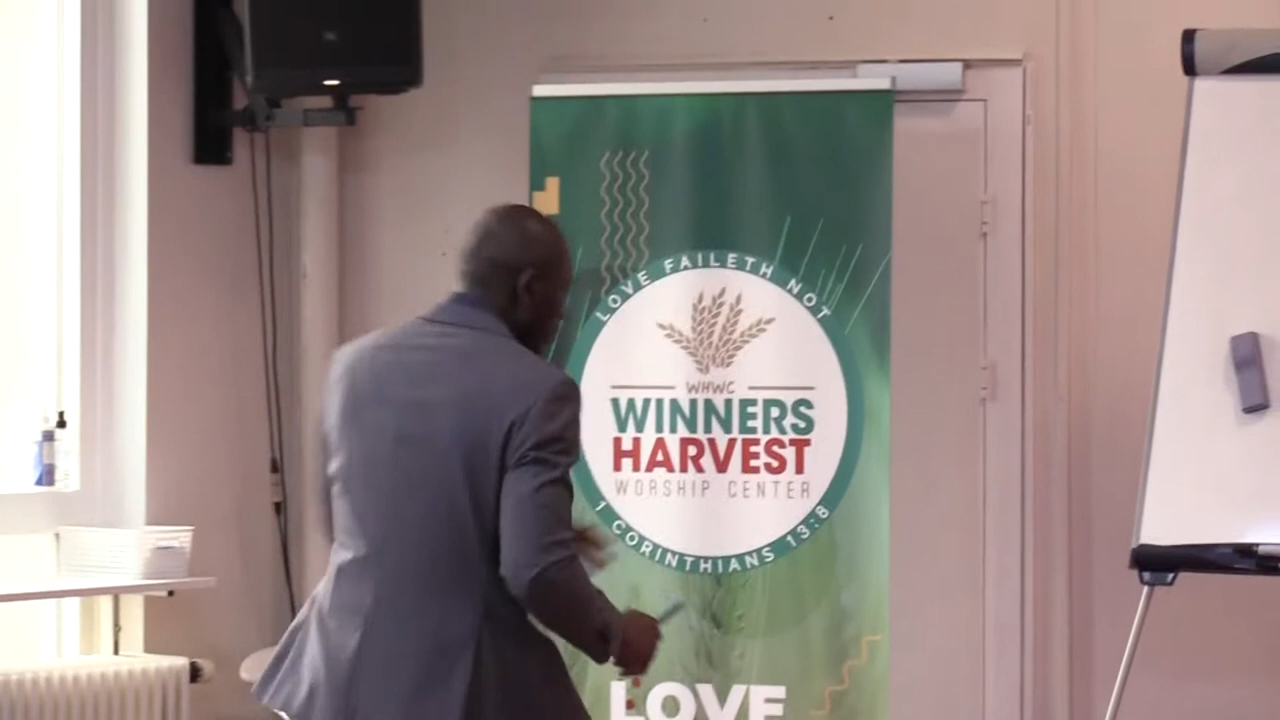 LOVE FAILETH NOT
WHWC
WINNERS
HARVEST
WORSHIP CENTER
1 CORINTHIANS 13:8
LOVE